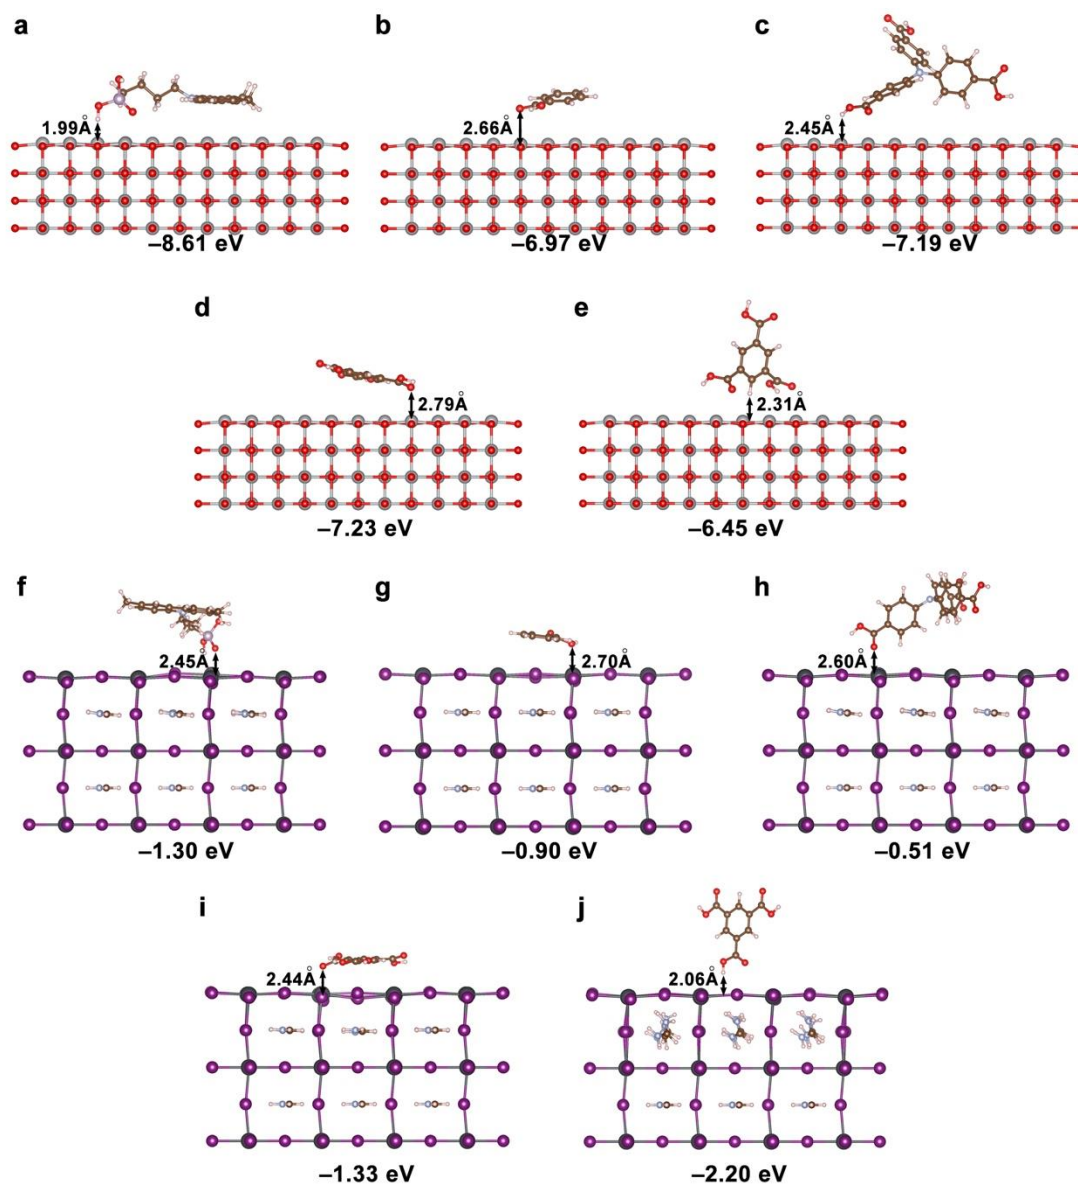 a
b
c
1.99Å
2.66Å
2.45Å
–8.61 eV
–6.97 eV
–7.19 eV
d
e
2.79Å
2.31Å
–7.23 eV
–6.45 eV
f
g
h
2.45Å
2.70Å
2.60Å
–1.30 eV
–0.90 eV
–0.51 eV
i
j
2.44Å
2.06Å
–1.33 eV
–2.20 eV